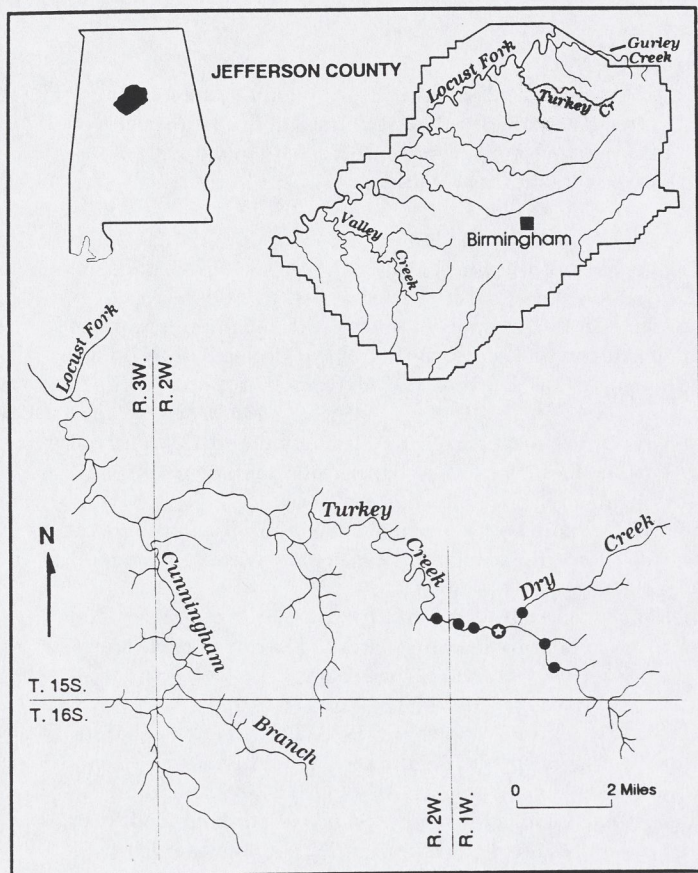 JEFFERSON COUNTY
Gurley
Creek
Locust Fork
Turkey Cr
Birmingham
Valley
Creek
Locust Fork
R. 3W.
R. 2W.
N
Turkey
Creek
Creek
Dry
Cunningham
Branch
T. 15S.
T. 16S.
R. 2W.
R. 1W.
0 2 Miles